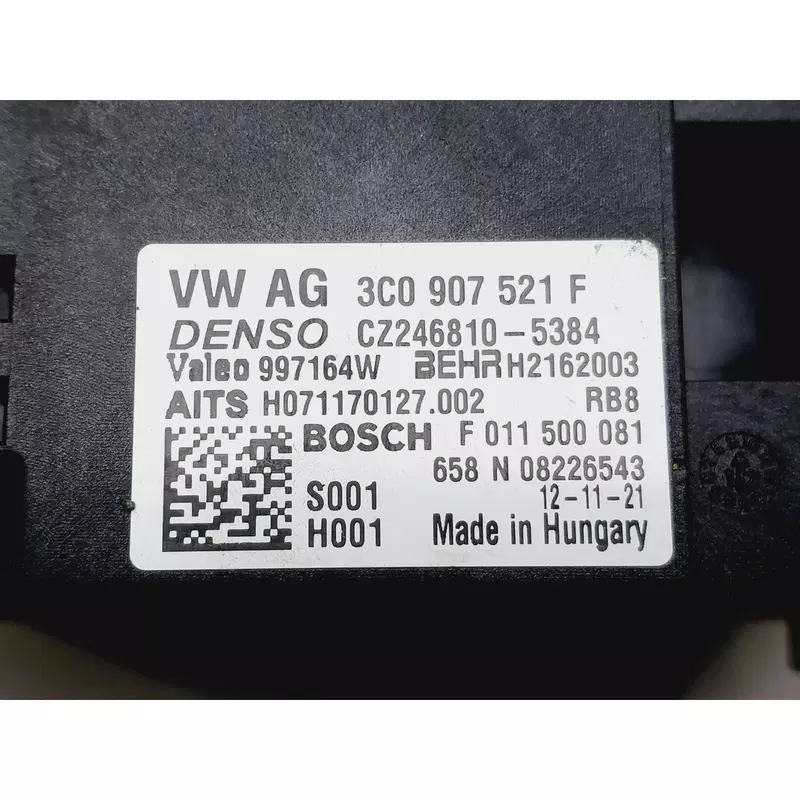 VW AG 3C0 907 521 F
DENSO CZ246810-5384
Valeo 997164W BEHR H2162003
AITS H071170127.002 RB8
BOSCH F 011 500 081
658 N 08226543
S001 12-11-21
H001 Made in Hungary